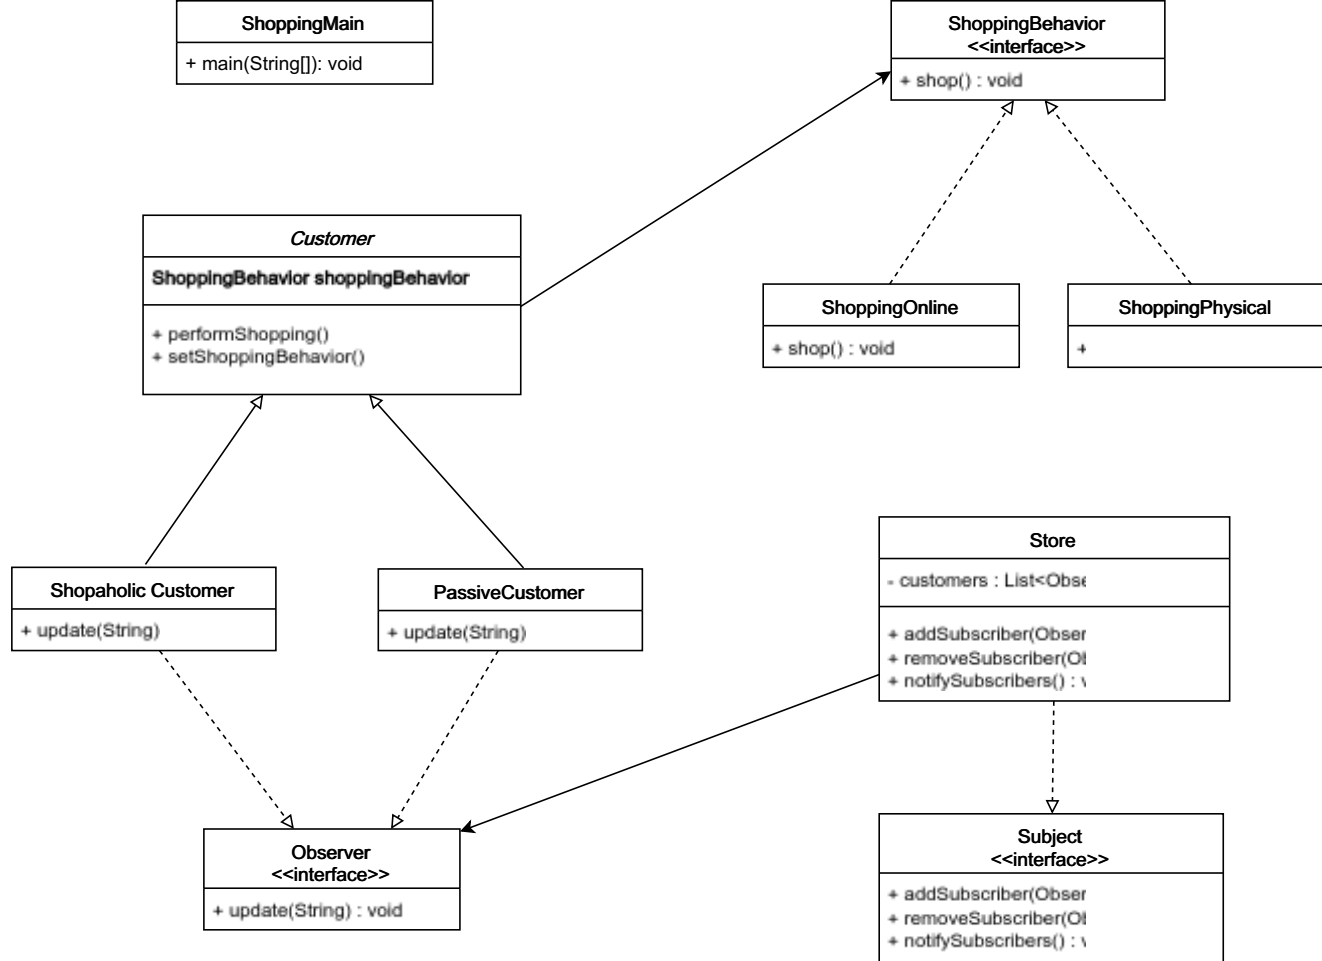 ShoppingMain
+ main(String[]): void
ShoppingBehavior
<<interface>>
+ shop() : void
Customer
ShoppingBehavior shoppingBehavior
+ performShopping()
+ setShoppingBehavior()
ShoppingOnline
+ shop() : void
ShoppingPhysical
+
Shopaholic Customer
+ update(String)
PassiveCustomer
+ update(String)
Store
- customers : List<Obse
+ addSubscriber(Obser
+ removeSubscriber(
+ notifySubscribers() :
Observer
<<interface>>
+ update(String) : void
Subject
<<interface>>
+ addSubscriber(Obser
+ removeSubscriber(
+ notifySubscribers() :